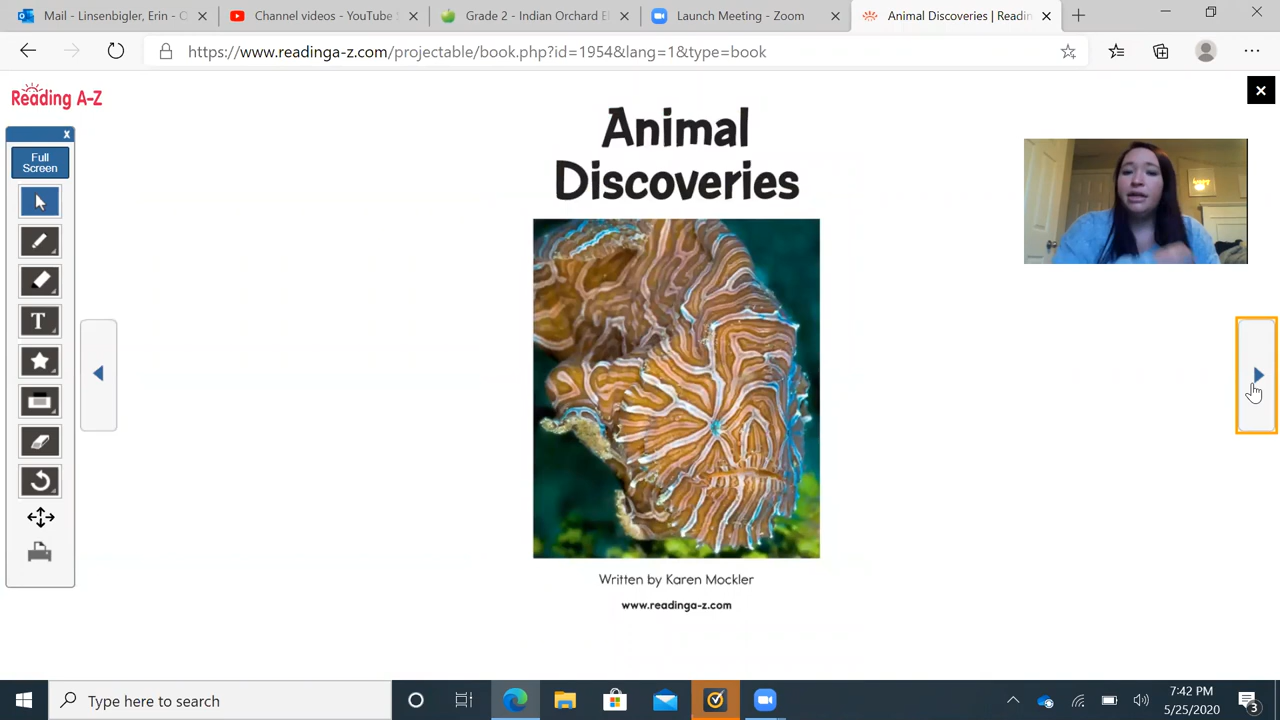 Mail - Linsenbigler, Erin - O
Channel videos - YouTube
Grade 2 - Indian Orchard El
Launch Meeting - Zoom
Animal Discoveries | Readin
https://www.readinga-z.com/projectable/book.php?id=1954&lang=1&type=book
Reading A-Z
x
Full
Screen
T
Animal
Discoveries
Written by Karen Mockler
www.readinga-z.com
Type here to search
7:42 PM
5/25/2020
3